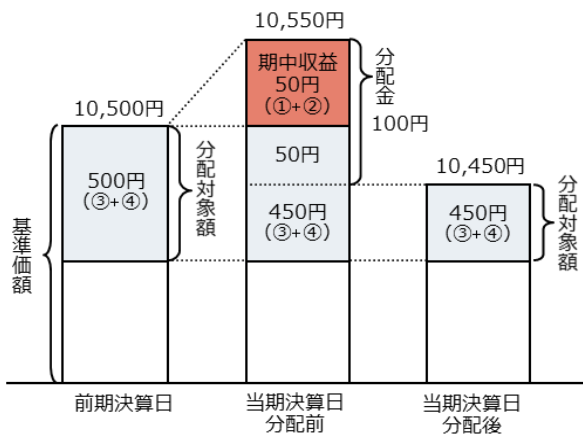 10,550円
期中収益
50円
(①+②)
分配金
100円
10,500円
50円
10,450円
500円
(③+④)
分配対象額
450円
(③+④)
450円
(③+④)
分配対象額
基準価額
前期決算日
当期決算日
分配前
当期決算日
分配後